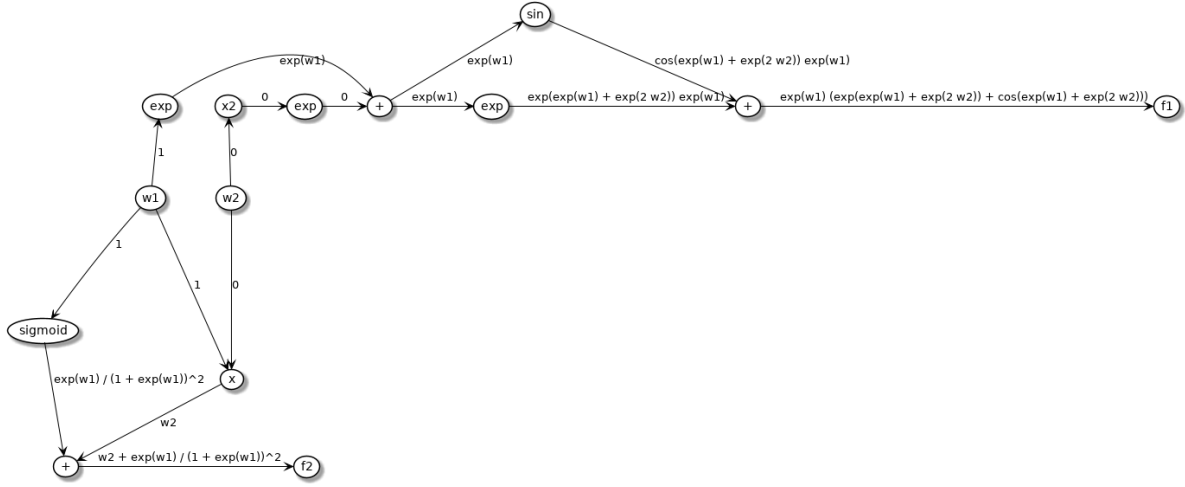 sin
exp(w1)
exp(w1)
cos(exp(w1) + exp(2 w2)) exp(w1)
exp
x2
0
exp
0
+
exp(w1)
exp
exp(exp(w1) + exp(2 w2)) exp(w1)
+
exp(w1) (exp(exp(w1) + exp(2 w2)) + cos(exp(w1) + exp(2 w2)))
f1
1
0
w1
w2
1
1
0
sigmoid
exp(w1) / (1 + exp(w1))^2
x
w2
+
w2 + exp(w1) / (1 + exp(w1))^2
f2